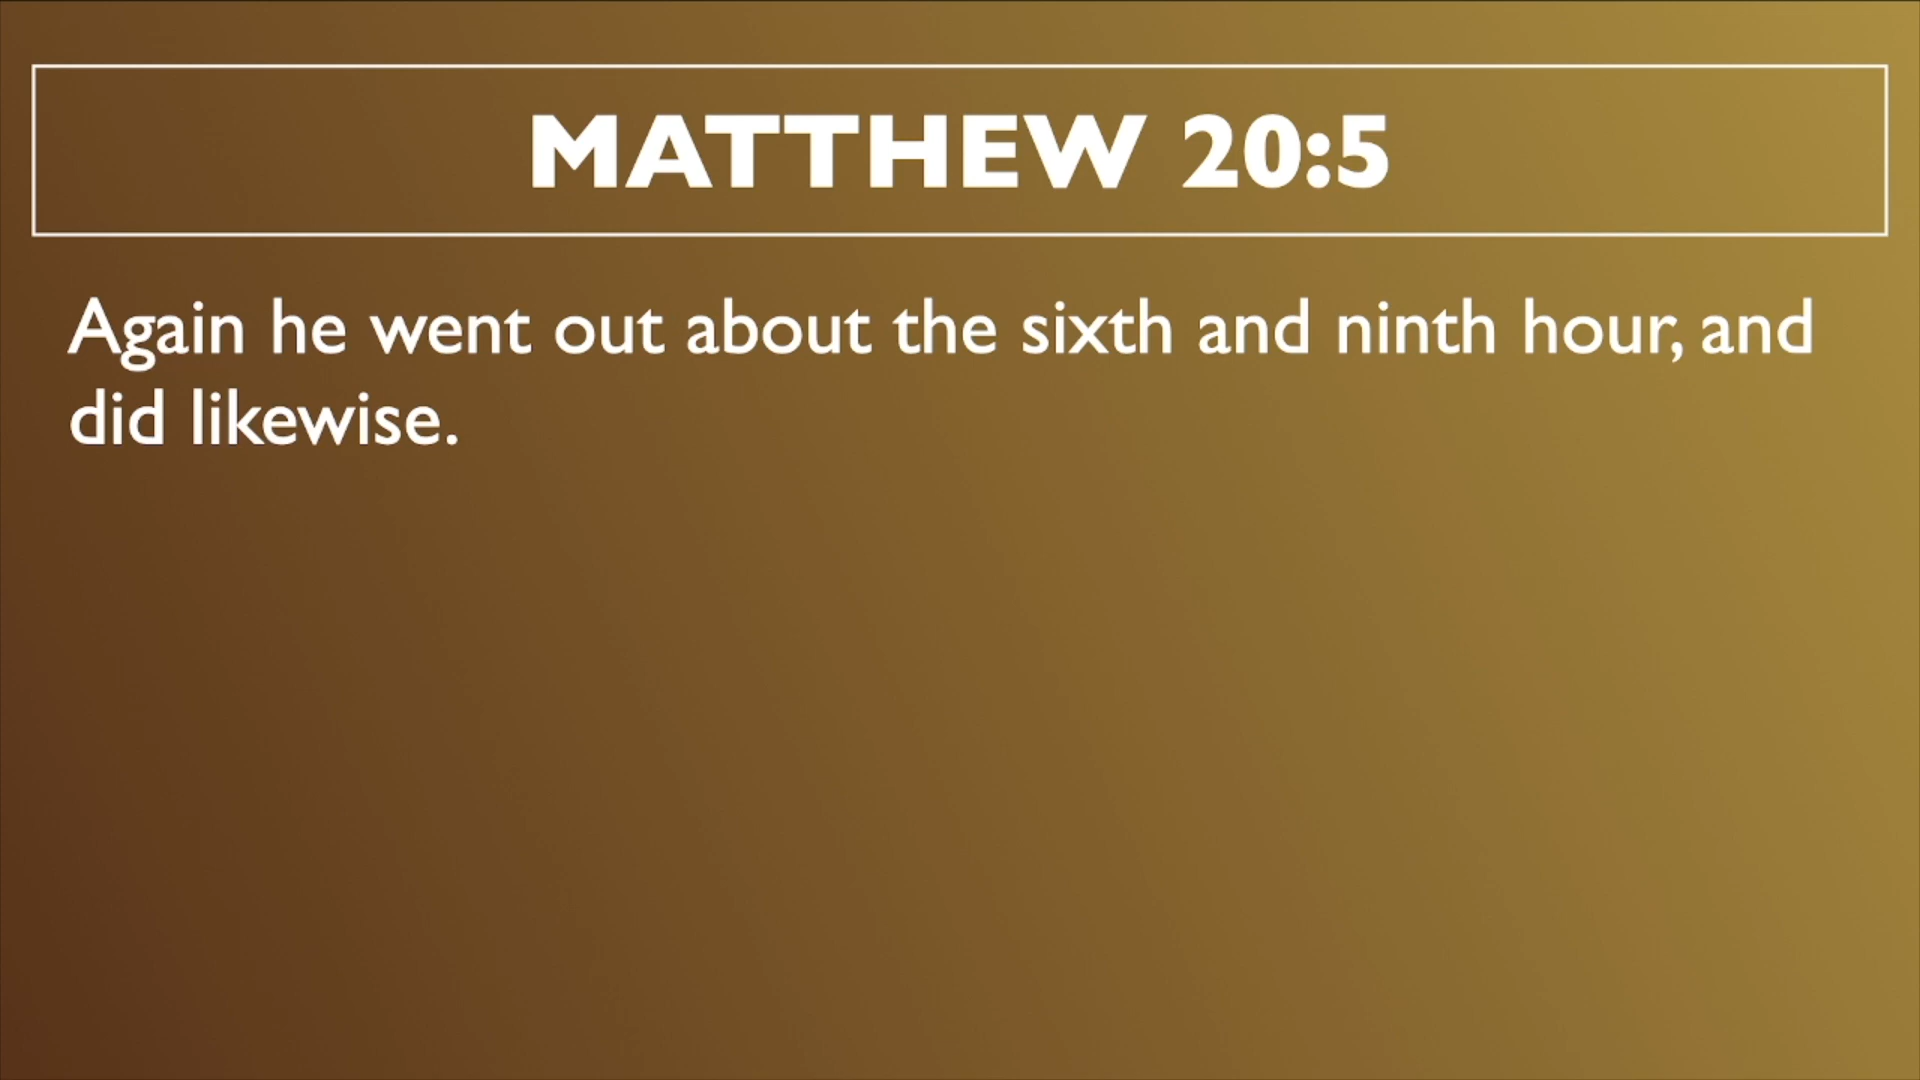 MATTHEW 20:5
Again he went out about the sixth and ninth hour, and
did likewise.